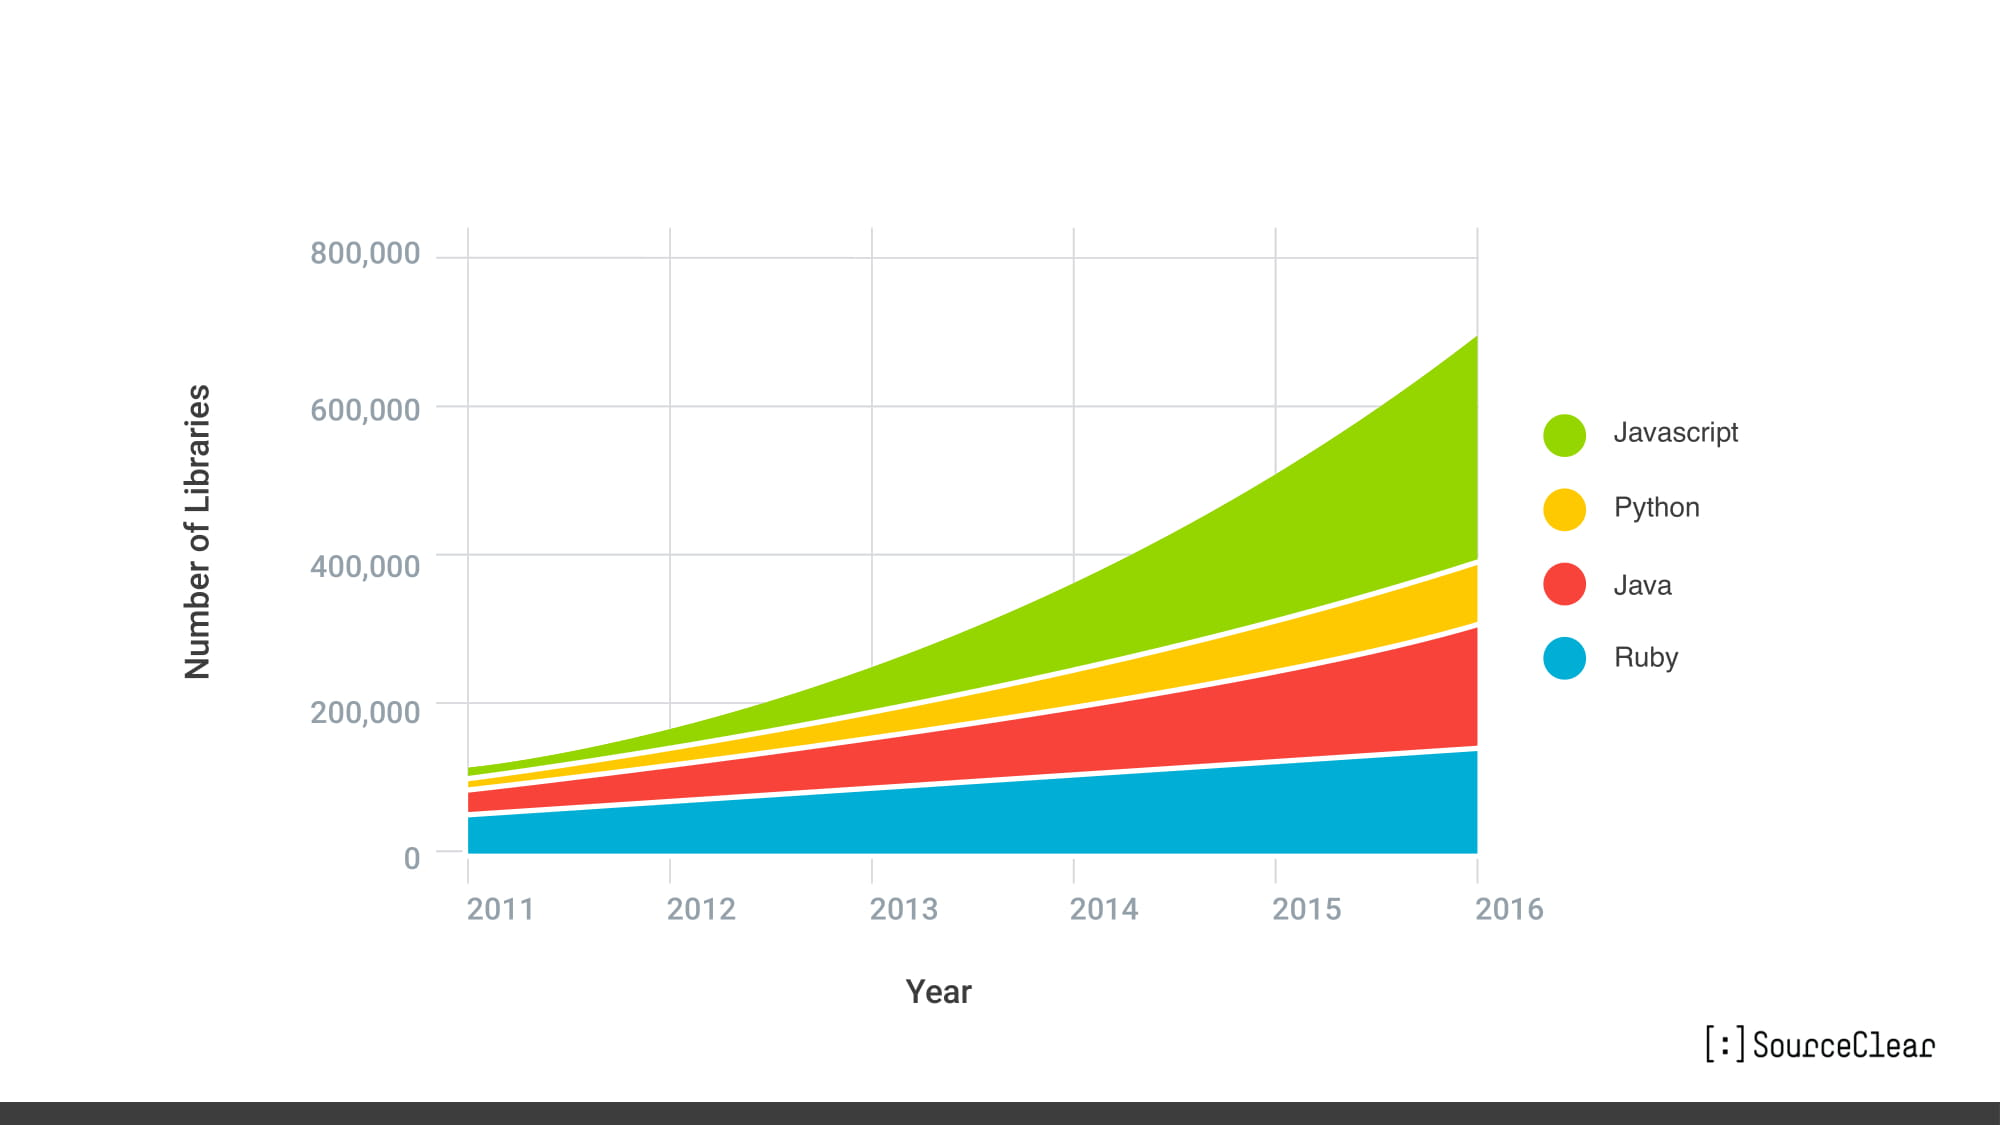 800,000
600,000
400,000
200,000
0
Number of Libraries
2011 2012 2013 2014 2015 2016
Year
Javascript
Python
Java
Ruby
[:]SourceClear